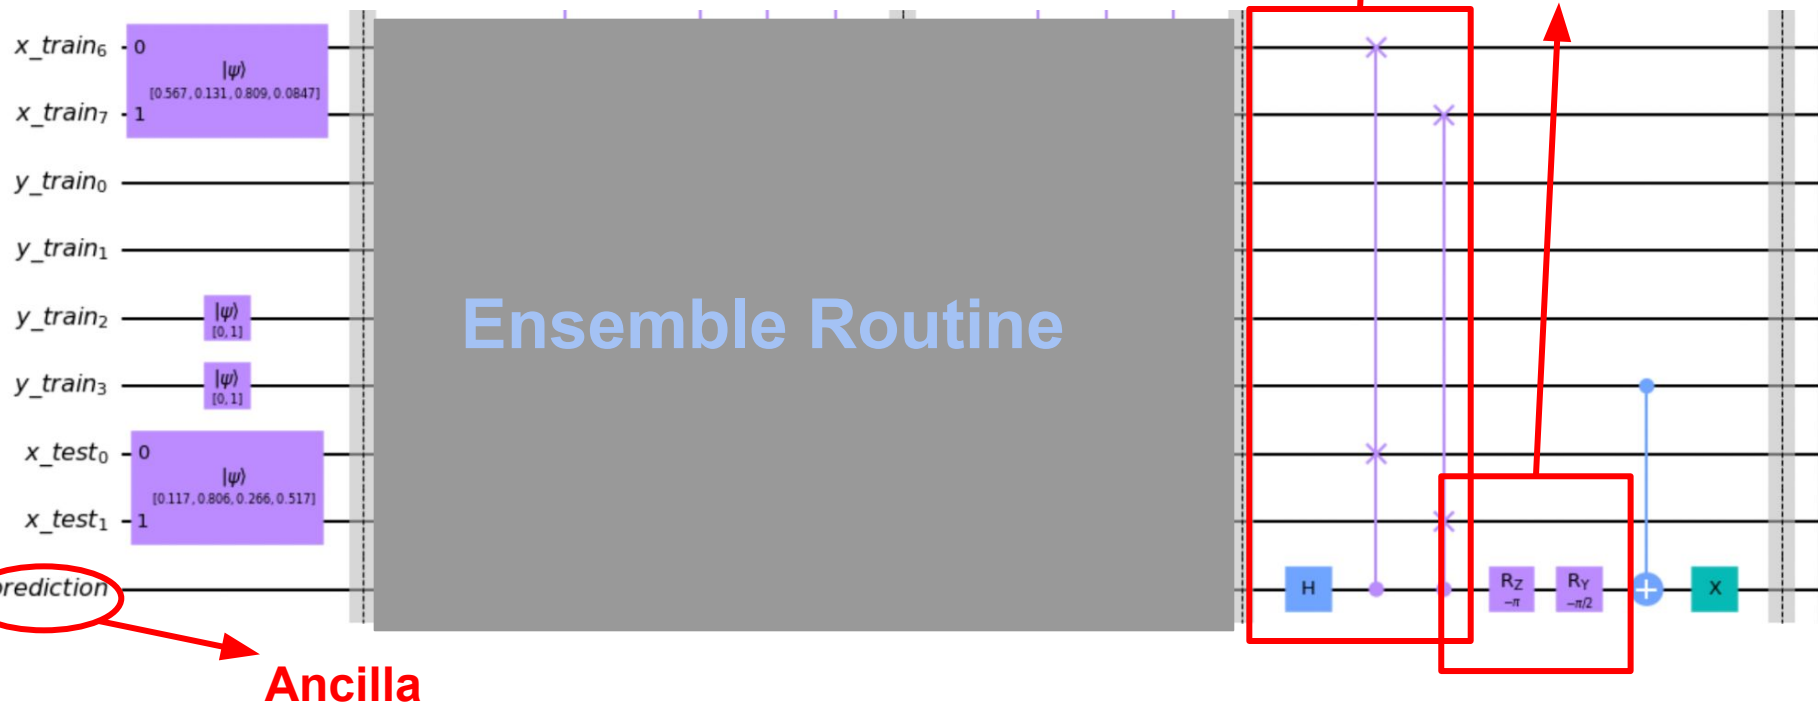 x_train6 0
|ψ⟩
[0.567, 0.131, 0.809, 0.0847]
x_train7 1
y_train0
y_train1
y_train2 |ψ⟩
[0, 1]
Ensemble Routine
y_train3 |ψ⟩
[0, 1]
x_test0 0
|ψ⟩
[0.117, 0.806, 0.266, 0.517]
x_test1 1
prediction H RZ RY X
−π −π/2
Ancilla